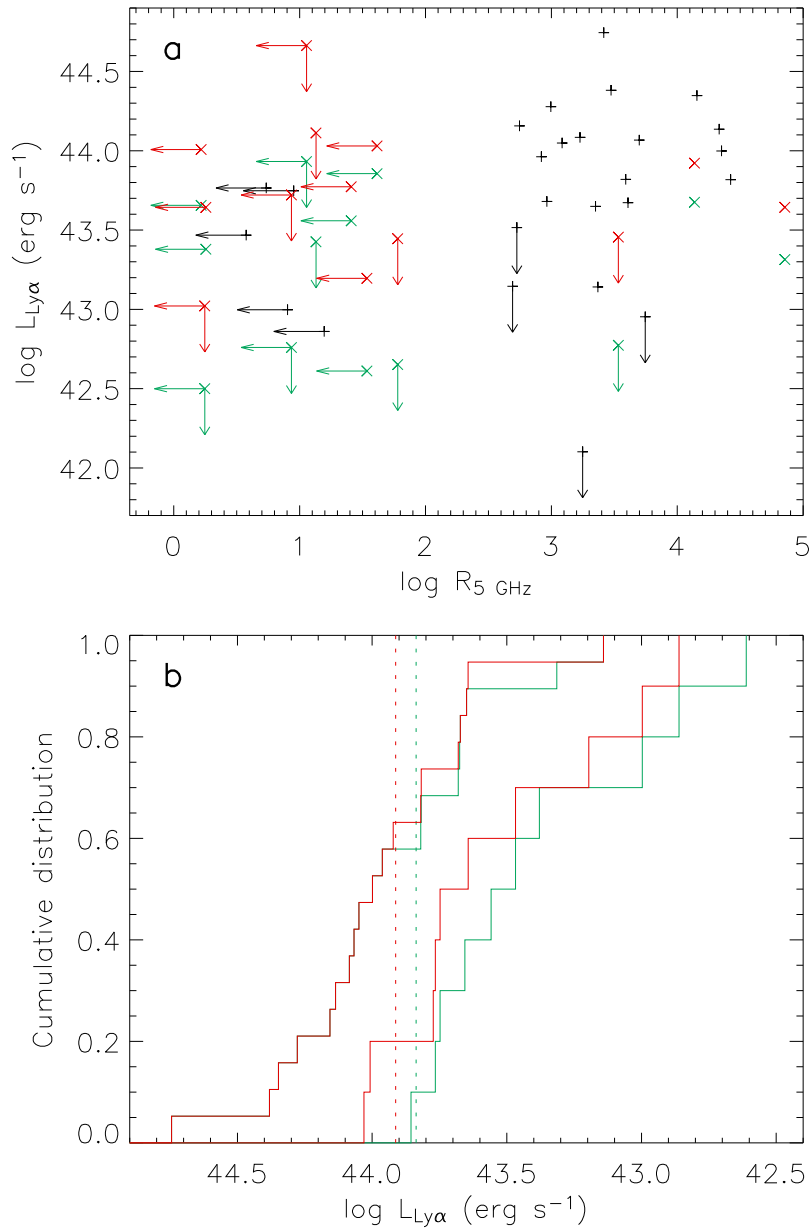 a
44.5
44.0
43.5
43.0
42.5
42.0
log L_Lyα (erg s⁻¹)
0 1 2 3 4 5
log R_5 GHz
b
1.0
0.8
0.6
0.4
0.2
0.0
Cumulative distribution
44.5 44.0 43.5 43.0 42.5
log L_Lyα (erg s⁻¹)